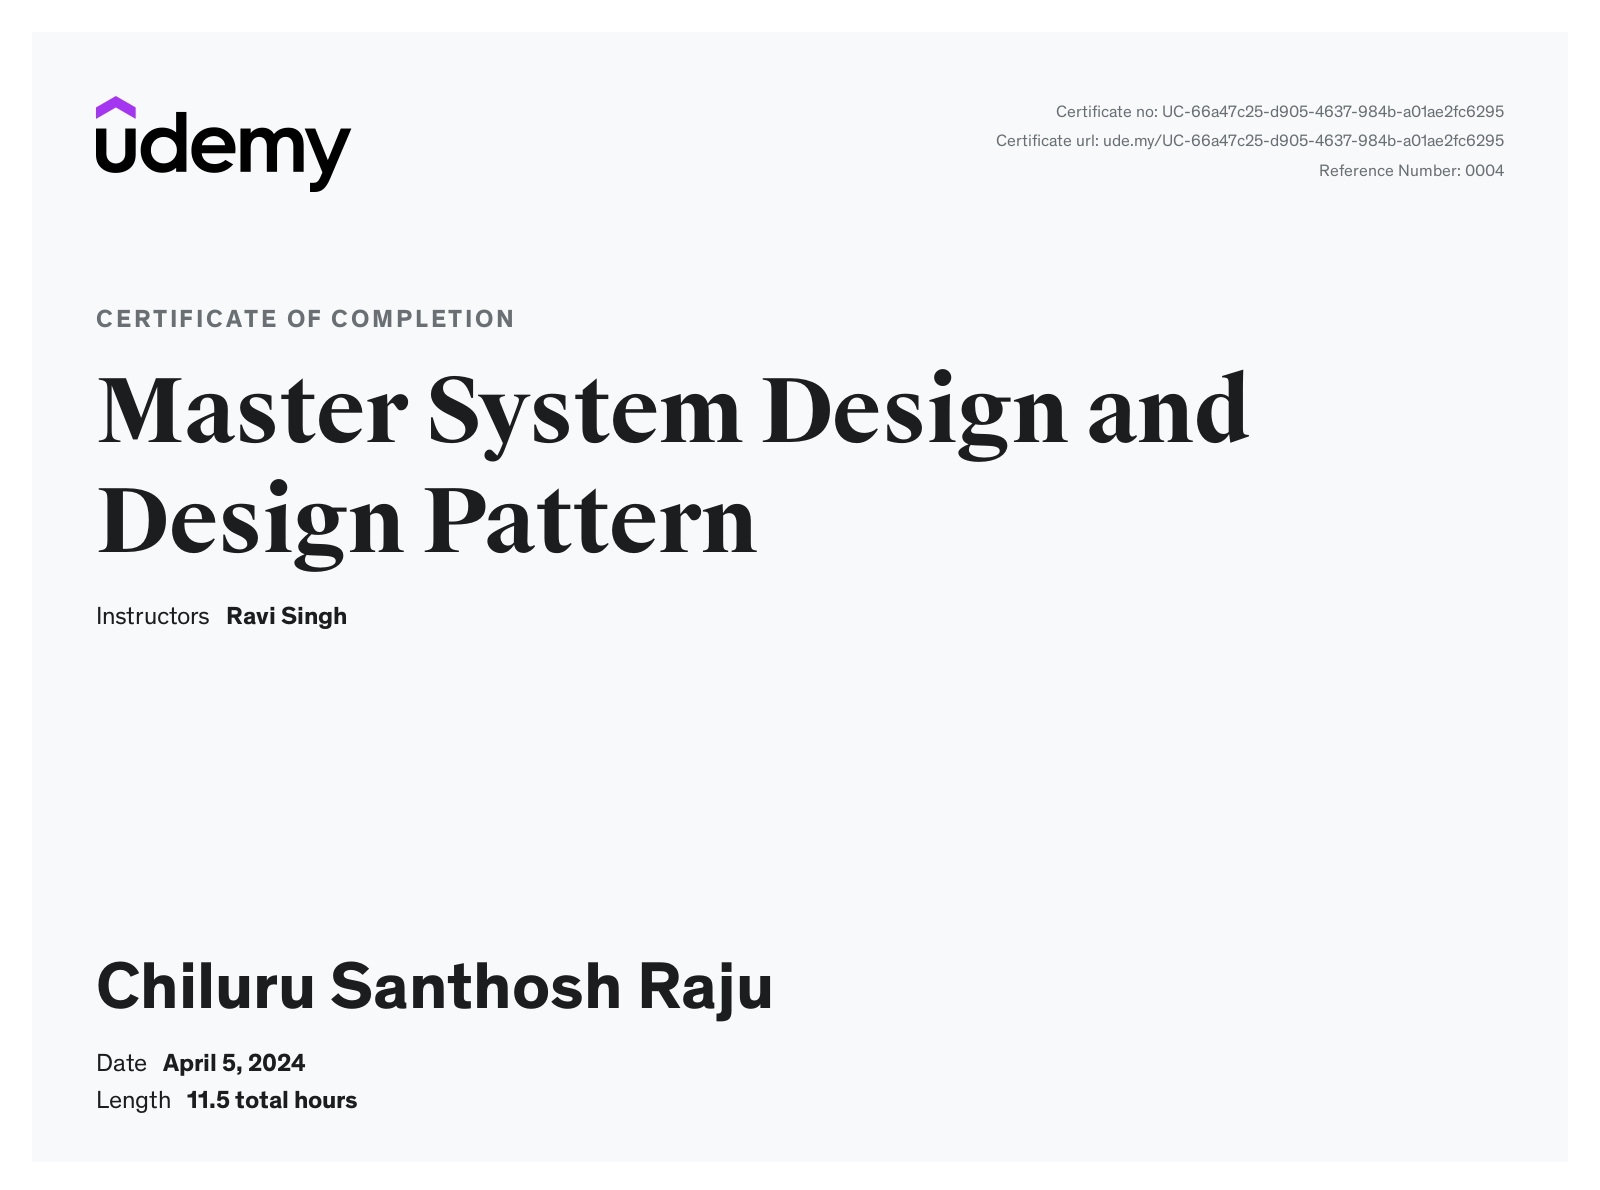 udemy
Certificate no: UC-66a47c25-d905-4637-984b-a01ae2fc6295
Certificate url: ude.my/UC-66a47c25-d905-4637-984b-a01ae2fc6295
Reference Number: 0004
CERTIFICATE OF COMPLETION
Master System Design and
Design Pattern
Instructors Ravi Singh
Chiluru Santhosh Raju
Date April 5, 2024
Length 11.5 total hours